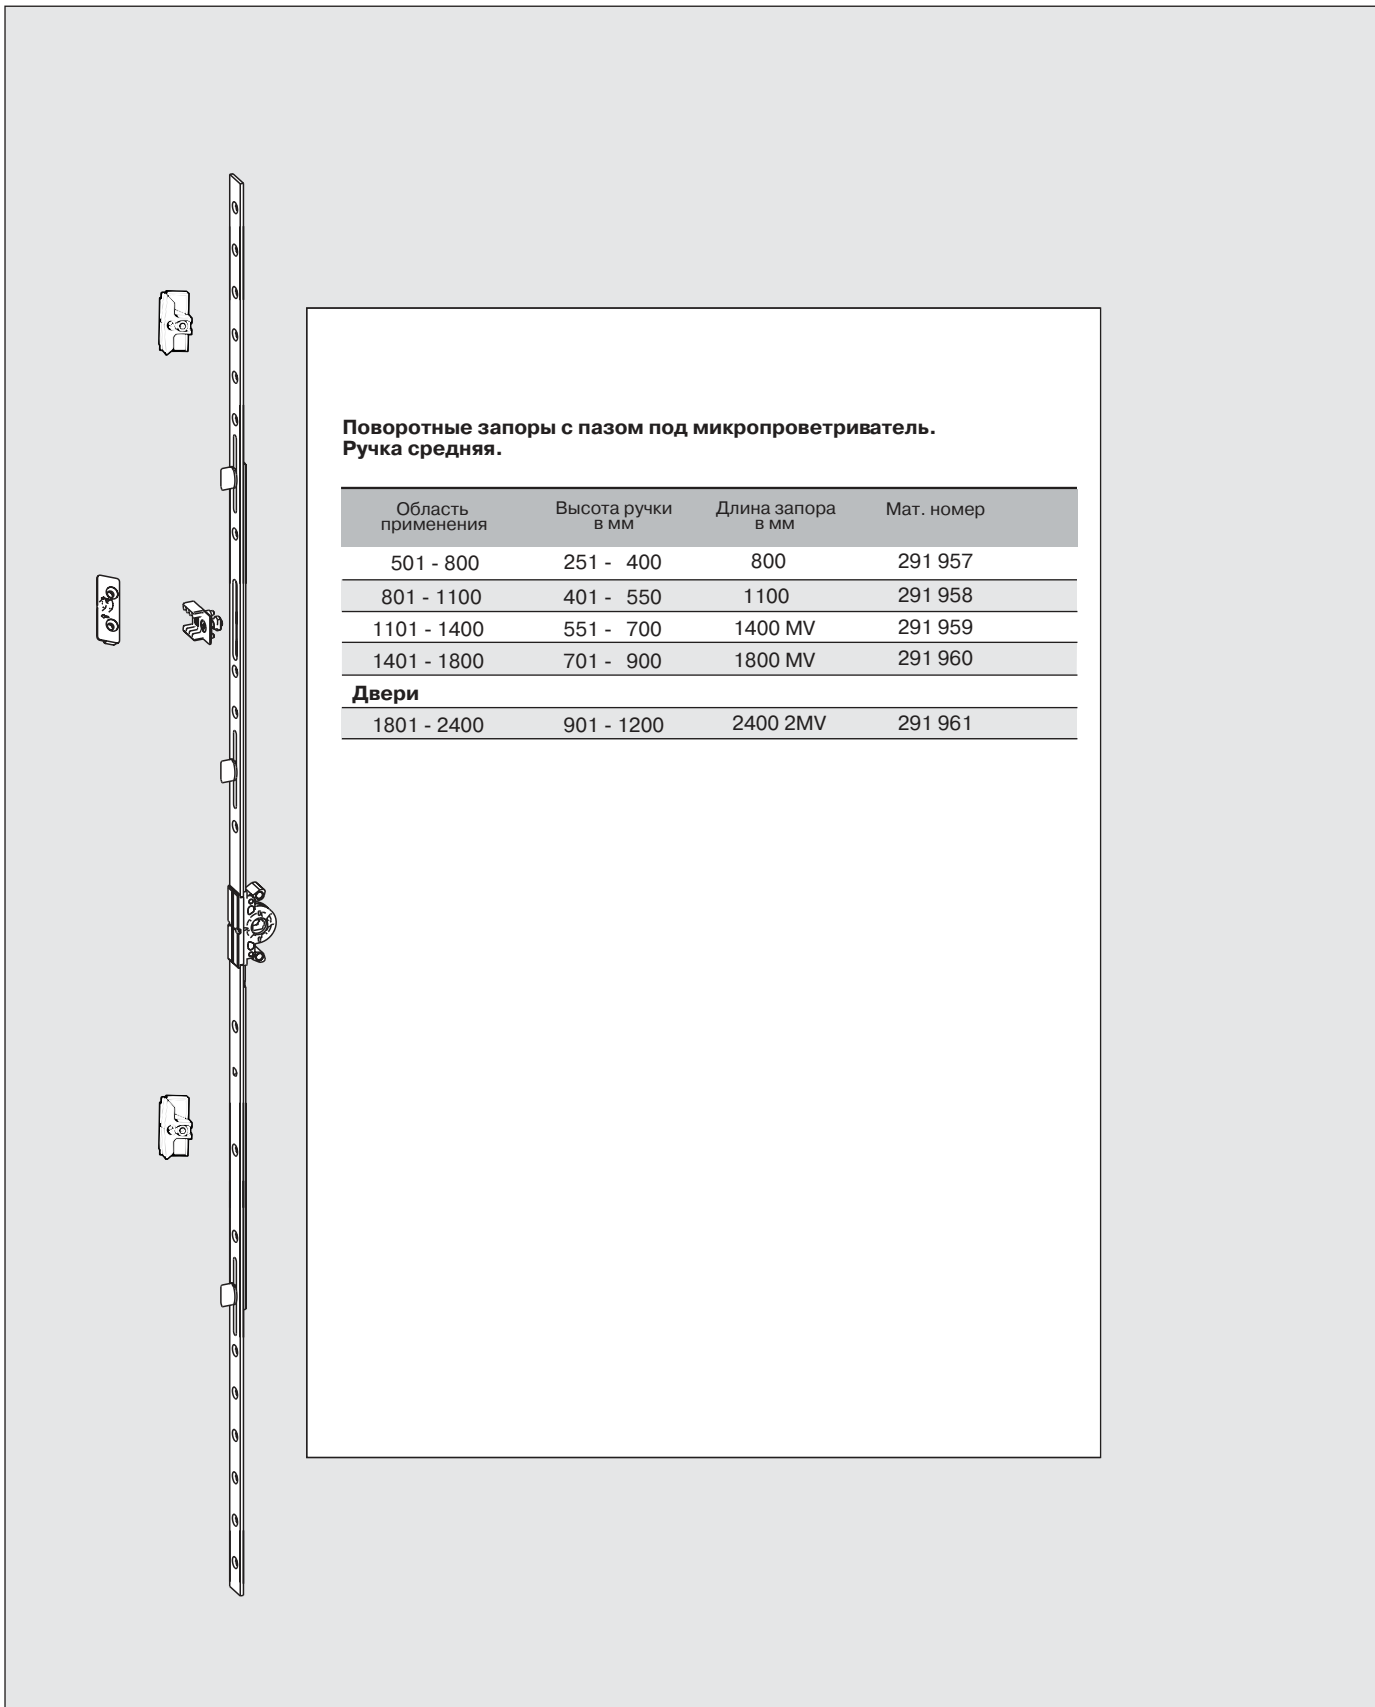 Поворотные запоры с пазом под микропроветриватель.
Ручка средняя.
Область применения Высота ручки в мм Длина запора в мм Мат. номер
501 - 800 251 - 400 800 291 957
801 - 1100 401 - 550 1100 291 958
1101 - 1400 551 - 700 1400 MV 291 959
1401 - 1800 701 - 900 1800 MV 291 960
Двери
1801 - 2400 901 - 1200 2400 2MV 291 961